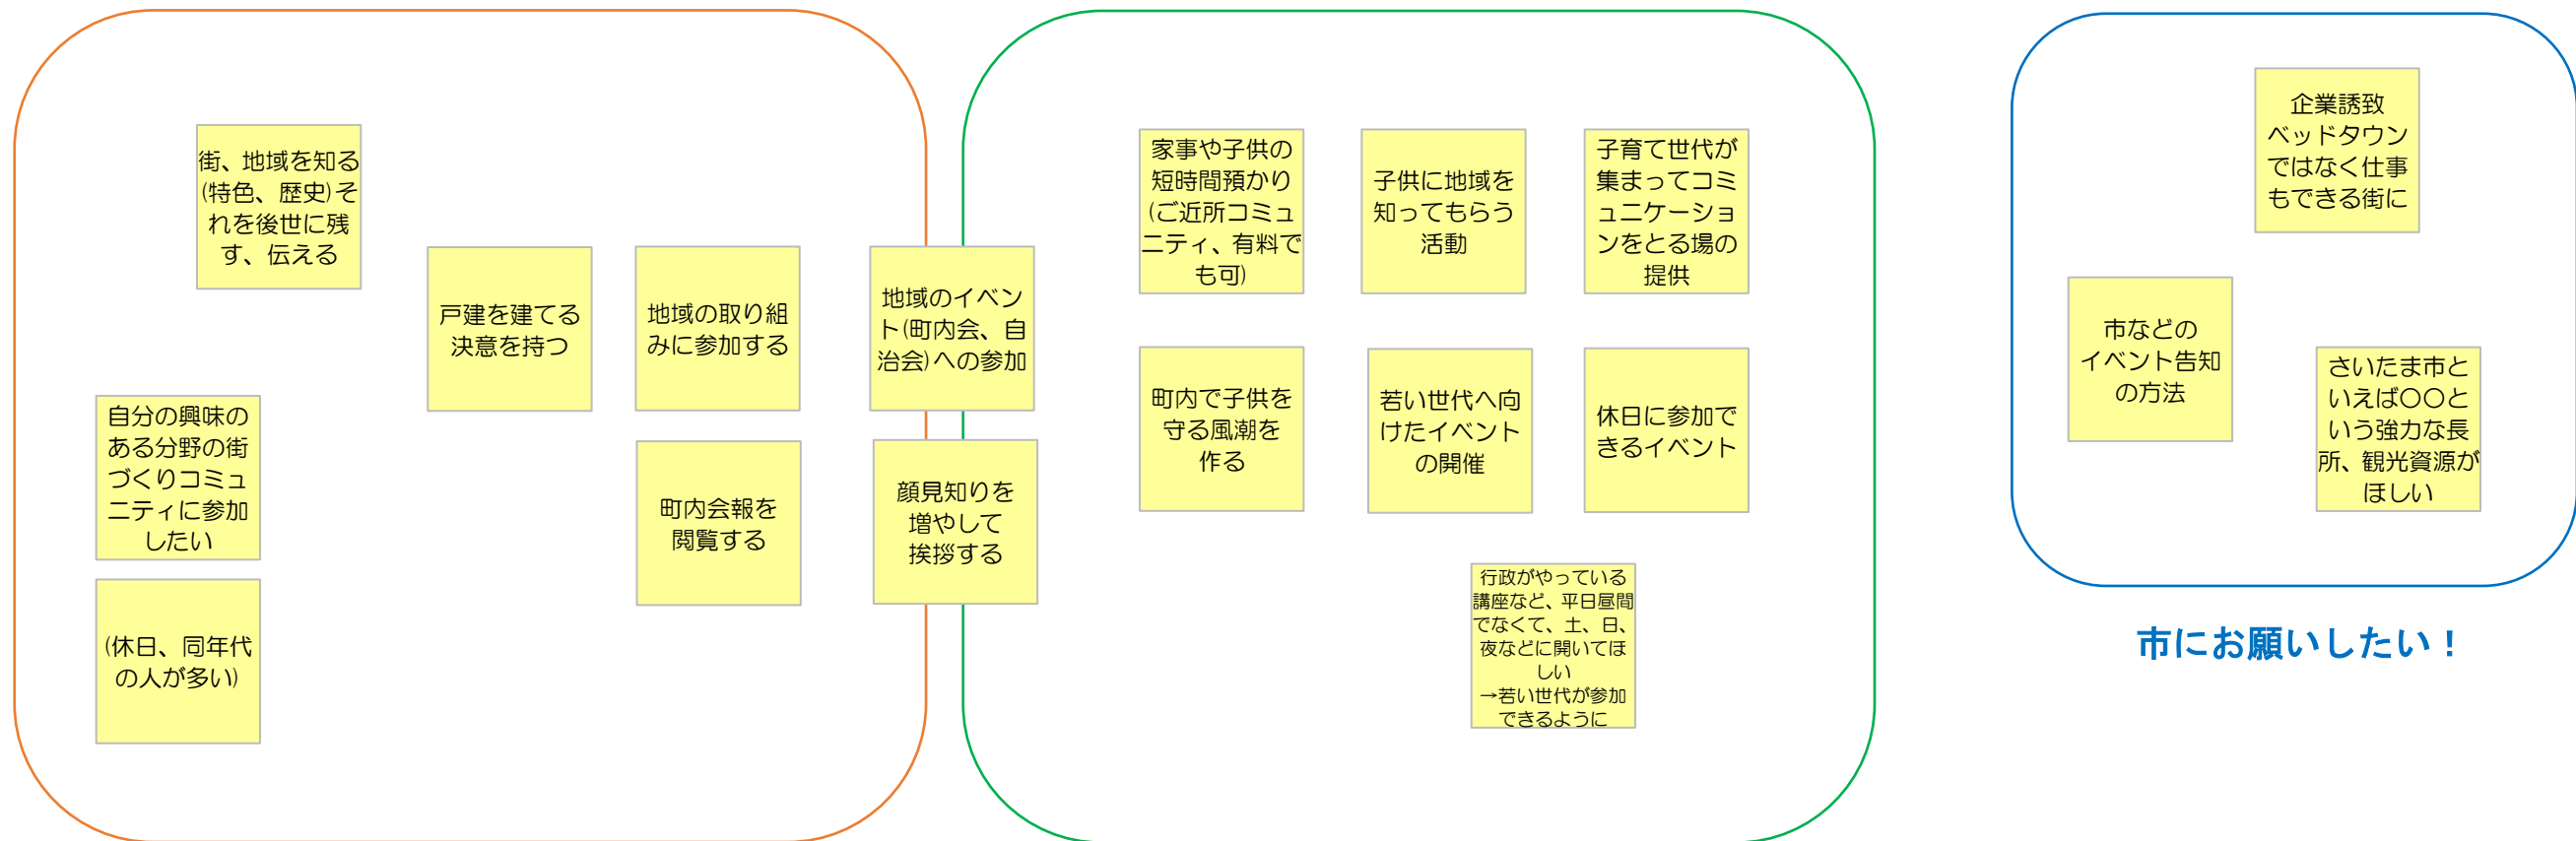 街、地域を知る
(特色、歴史)そ
れを後世に残
す、伝える
戸建を建てる
決意を持つ
地域の取り組
みに参加する
自分の興味の
ある分野の街
づくりコミュ
ニティに参加
したい
町内会報を
閲覧する
(休日、同年代
の人が多い)
地域のイベン
ト(町内会、自
治会)への参加
顔見知りを
増やして
挨拶する
家事や子供の
短時間預かり
(ご近所コミュ
ニティ、有料で
も可)
子供に地域を
知ってもらう
活動
子育て世代が
集まってコミ
ュニケーショ
ンをとる場の
提供
町内で子供を
守る風潮を
作る
若い世代へ向
けたイベント
の開催
休日に参加で
きるイベント
行政がやっている
講座など、平日昼間
でなくて、土、日、
夜などに開いてほ
しい
→若い世代が参加
できるように
企業誘致
ベッドタウン
ではなく仕事
もできる街に
市などの
イベント告知
の方法
さいたま市と
いえば〇〇と
いう強力な長
所、観光資源が
ほしい
市にお願いしたい！